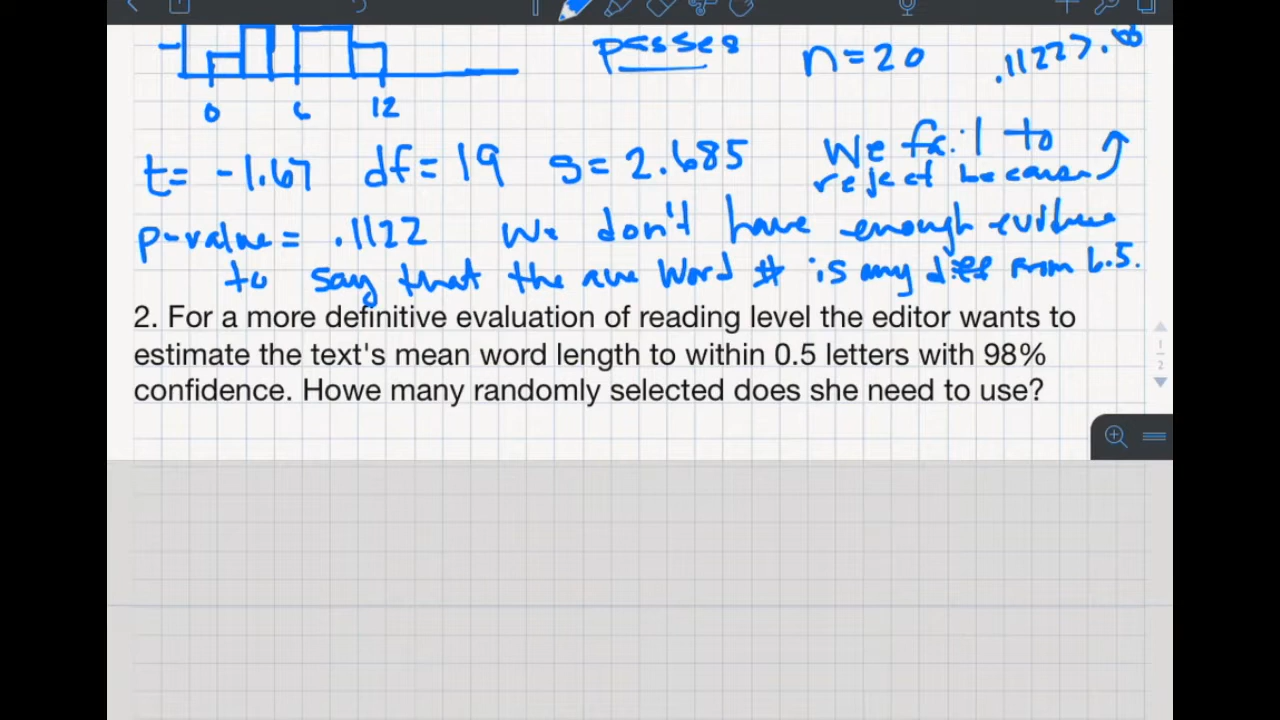 passes n=20 .1122>.
0 6 12
t= -1.67 df=19 s=2.685 We fail to
reject because
p-value= .1122 We don't have enough evidence
to say that the ave word # is any diff from 6.5.
2. For a more definitive evaluation of reading level the editor wants to
estimate the text's mean word length to within 0.5 letters with 98%
confidence. Howe many randomly selected does she need to use?
1
2